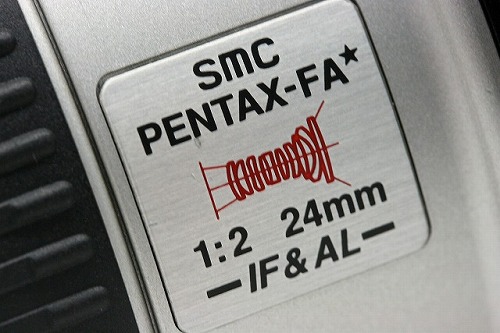 smc
PENTAX-FA★
1:2 24mm
—IF & AL—